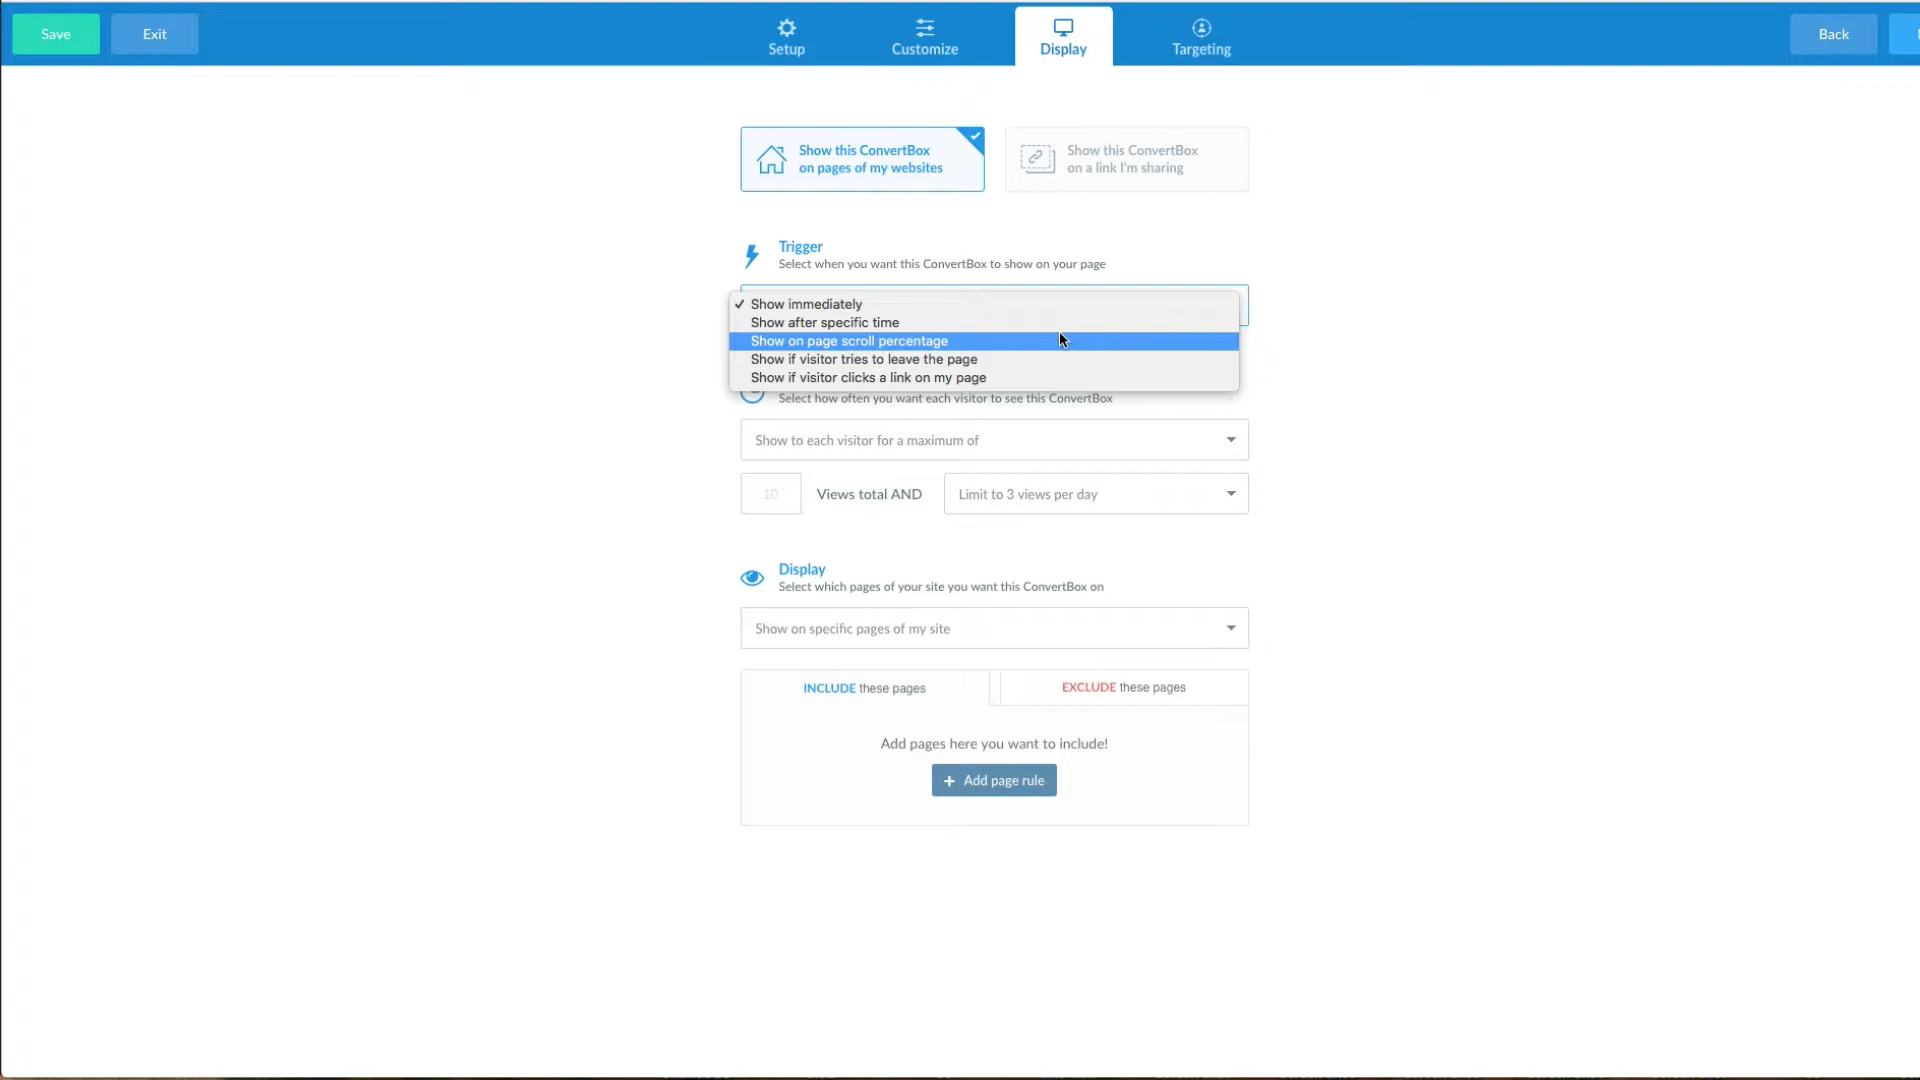 Save
Exit
Setup
Customize
Display
Targeting
Back
Show this ConvertBox
on pages of my websites
Show this ConvertBox
on a link I'm sharing
Trigger
Select when you want this ConvertBox to show on your page
✓ Show immediately
Show after specific time
Show on page scroll percentage
Show if visitor tries to leave the page
Show if visitor clicks a link on my page
Select how often you want each visitor to see this ConvertBox
Show to each visitor for a maximum of
10
Views total AND
Limit to 3 views per day
Display
Select which pages of your site you want this ConvertBox on
Show on specific pages of my site
INCLUDE these pages
EXCLUDE these pages
Add pages here you want to include!
+ Add page rule